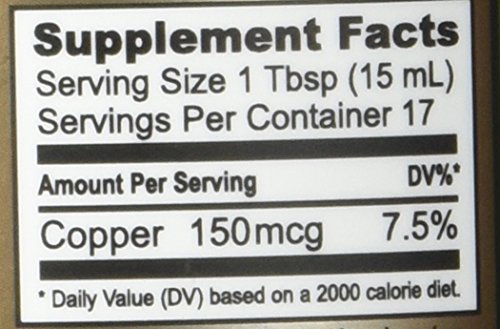 Supplement Facts
Serving Size 1 Tbsp (15 mL)
Servings Per Container 17
Amount Per Serving DV%*
Copper 150mcg 7.5%
* Daily Value (DV) based on a 2000 calorie diet.